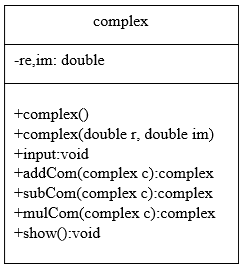 complex
-re,im: double
+complex()
+complex(double r, double im)
+input:void
+addCom(complex c):complex
+subCom(complex c):complex
+mulCom(complex c):complex
+show():void